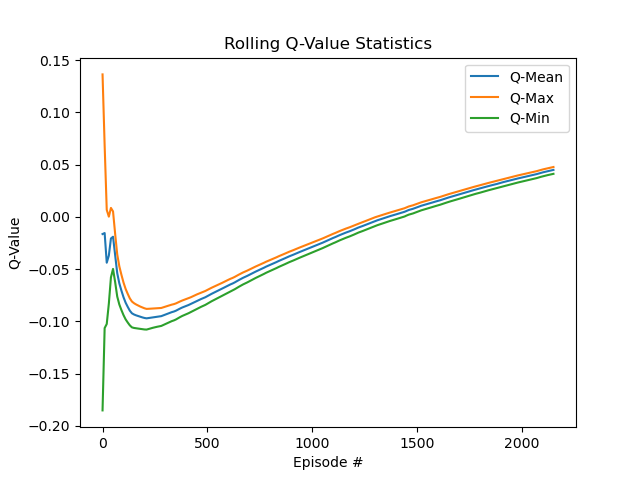 Rolling Q-Value Statistics
Q-Value
0.15
0.10
0.05
0.00
−0.05
−0.10
−0.15
−0.20
Q-Mean
Q-Max
Q-Min
0
500
1000
1500
2000
Episode #